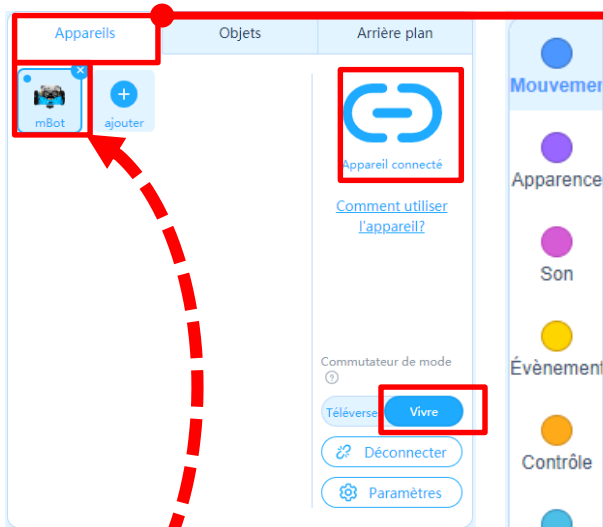 Appareils
Objets
Arrière plan
mBot
ajouter
Appareil connecté
Comment utiliser
l'appareil?
Commutateur de mode
?
Téléverse
Vivre
Déconnecter
Paramètres
Mouvemen
Apparence
Son
Évènement
Contrôle